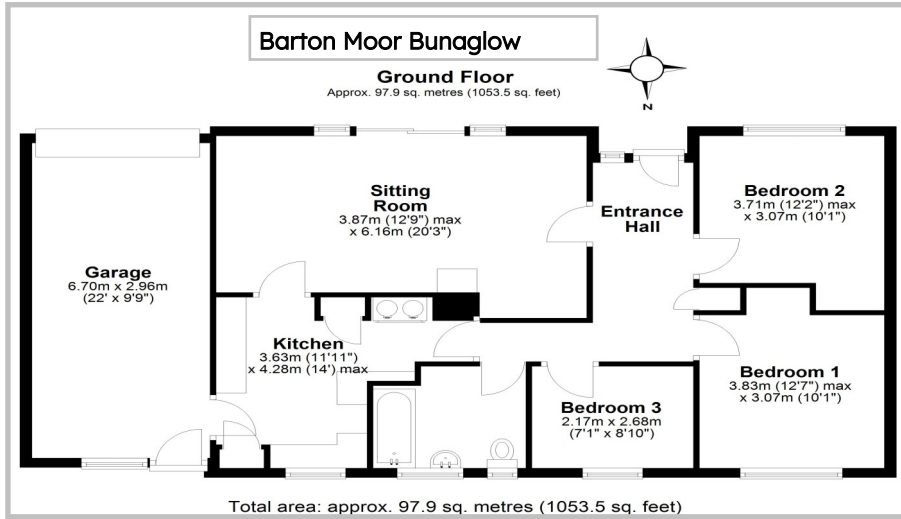 Barton Moor Bunaglow
Ground Floor
Approx. 97.9 sq. metres (1053.5 sq. feet)
N
Sitting
Room
3.87m (12'9") max
x 6.16m (20'3")
Entrance
Hall
Bedroom 2
3.71m (12'2") max
x 3.07m (10'1")
Garage
6.70m x 2.96m
(22' x 9'9")
Kitchen
3.63m (11'11")
x 4.28m (14') max
Bedroom 3
2.17m x 2.68m
(7'1" x 8'10")
Bedroom 1
3.83m (12'7") max
x 3.07m (10'1")
Total area: approx. 97.9 sq. metres (1053.5 sq. feet)